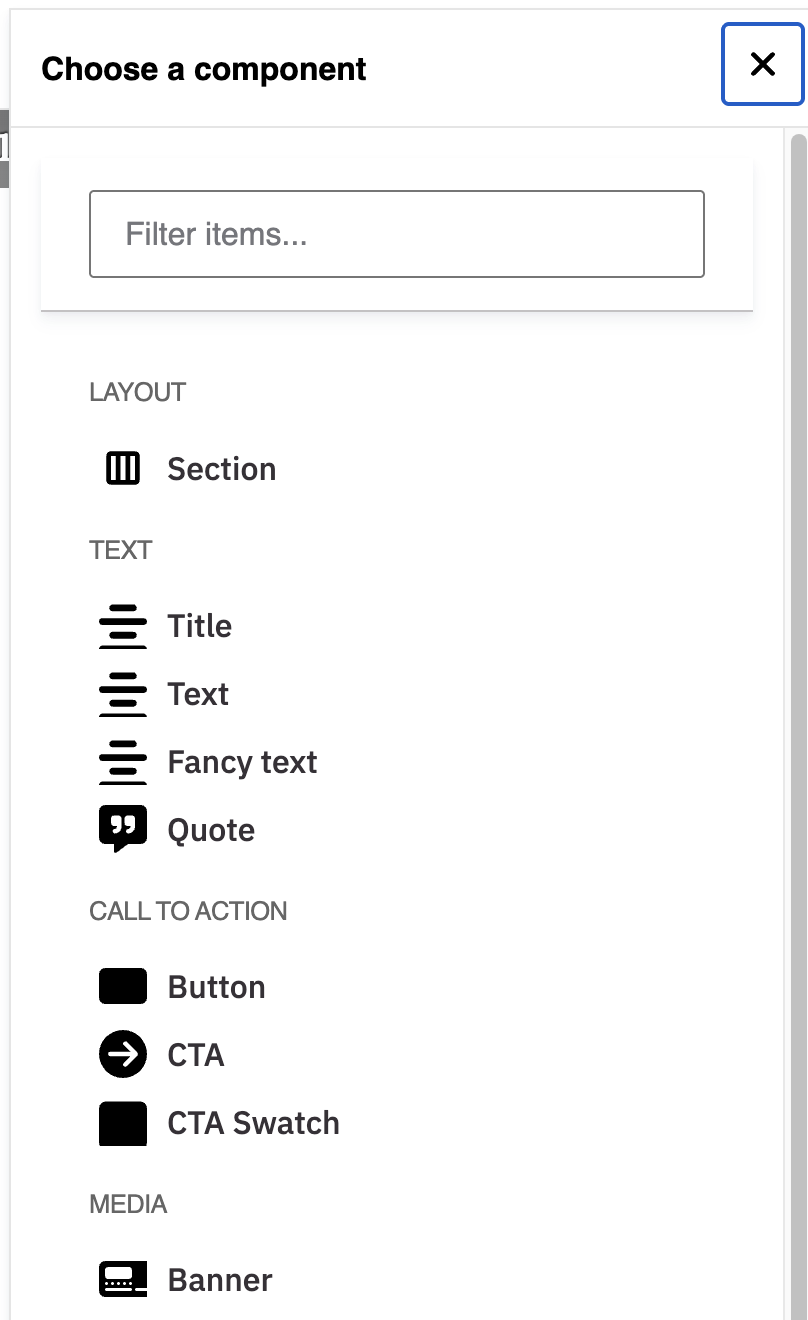 Choose a component
Filter items...
LAYOUT
Section
TEXT
Title
Text
Fancy text
Quote
CALL TO ACTION
Button
CTA
CTA Swatch
MEDIA
Banner